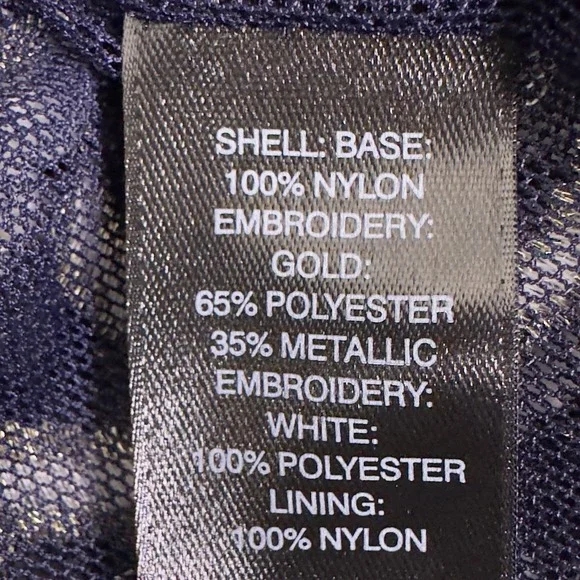 SHELL: BASE:
100% NYLON
EMBROIDERY:
GOLD:
65% POLYESTER
35% METALLIC
EMBROIDERY:
WHITE:
100% POLYESTER
LINING:
100% NYLON